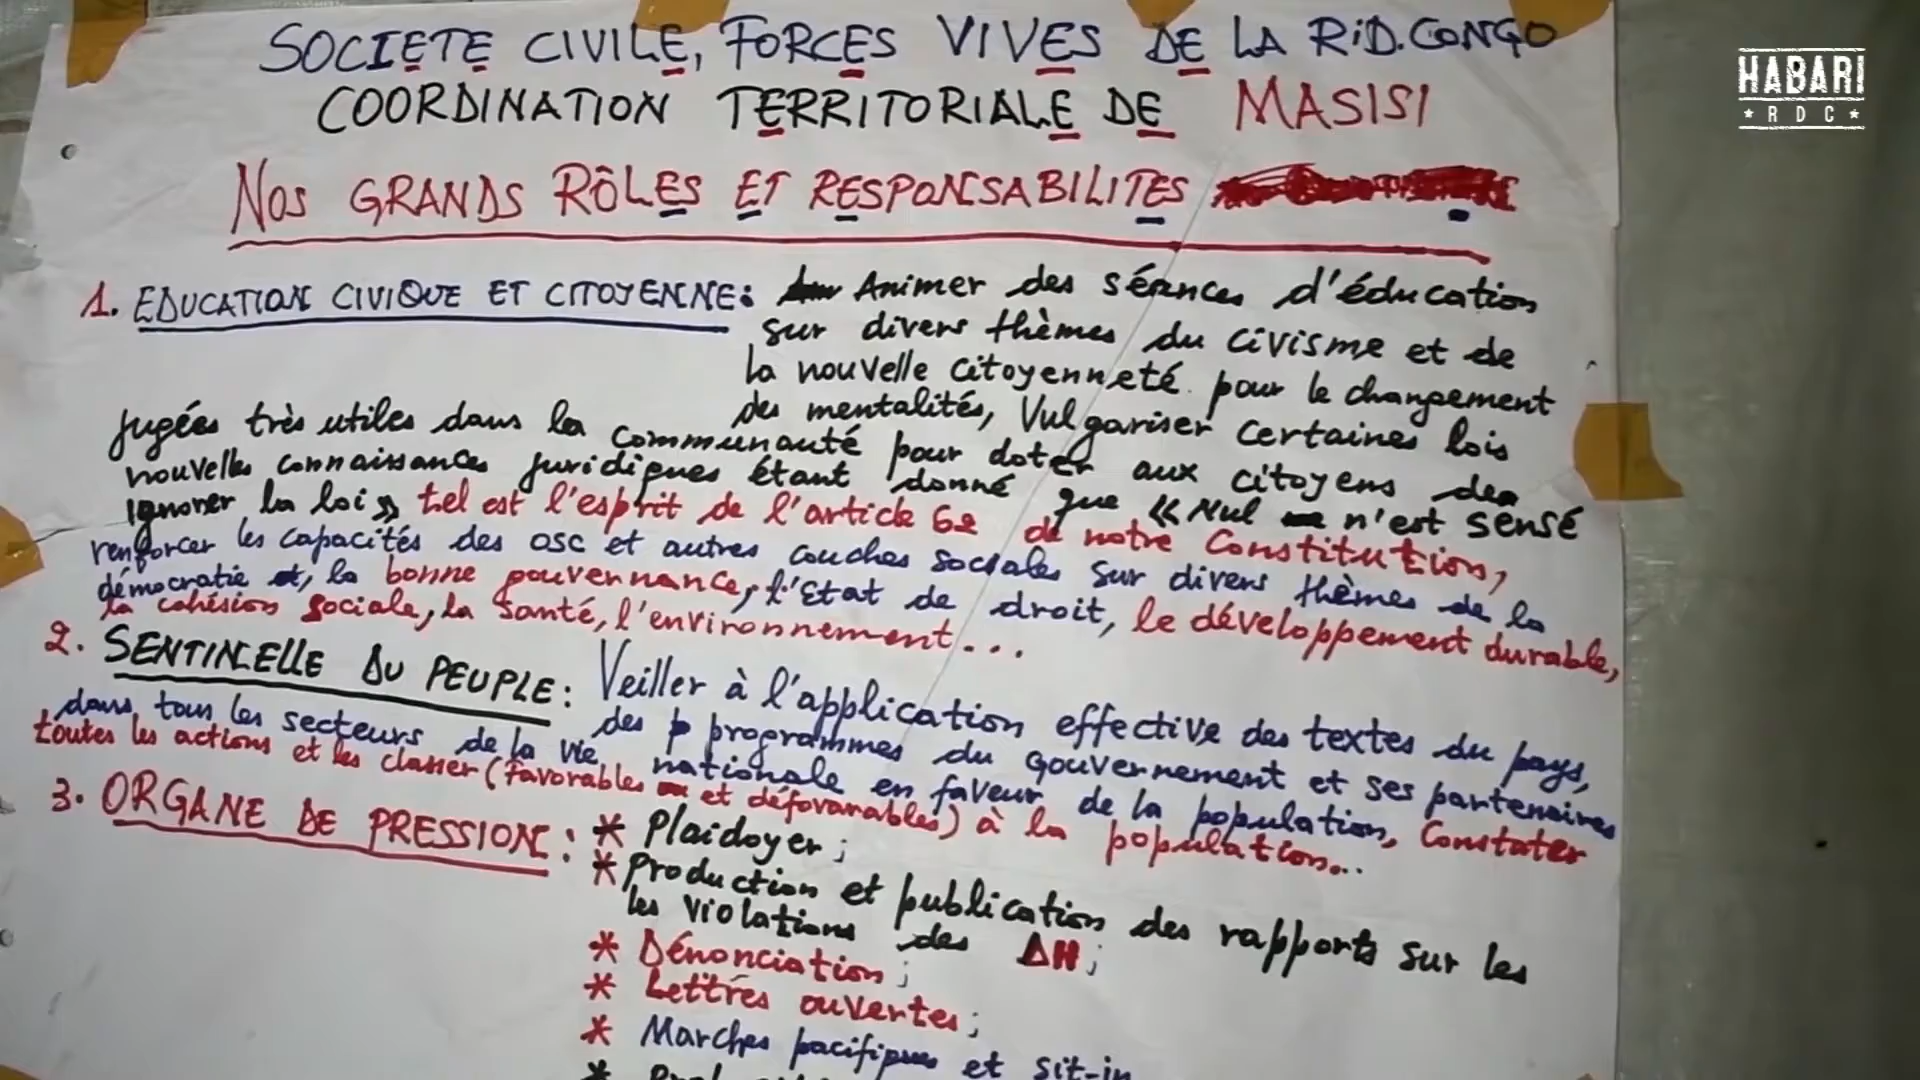 SOCIETE CIVILE, FORCES VIVES DE LA R.D.CONGO
COORDINATION TERRITORIALE DE MASISI
NOS GRANDS RÔLES ET RESPONSABILITES
1. EDUCATION CIVIQUE ET CITOYENNE: Animer des séances d'éducation
sur divers thèmes du civisme et de
la nouvelle citoyenneté pour le changement
des mentalités, Vulgariser certaines lois
jugées très utiles dans la communauté pour doter aux citoyens des
nouvelles connaissances juridiques étant donné que « Nul n'est sensé
ignorer la loi » tel est l'esprit de l'article 62 de notre Constitution,
renforcer les capacités des osc et autres couches sociales sur divers thèmes de la
démocratie, la bonne gouvernance, l'Etat de droit, le développement durable,
la cohésion sociale, la santé, l'environnement...
2. SENTINELLE DU PEUPLE: Veiller à l'application effective des textes du pays,
des programmes du gouvernement et ses partenaires
dans tous les secteurs de la vie nationale en faveur de la population, Constater
toutes les actions et les classer (favorables et défavorables) à la population...
3. ORGANE DE PRESSION: * Plaidoyer;
* Production et publication des rapports sur les
les violations des DH;
* Dénonciation;
* Lettres ouvertes;
* Marches pacifiques et sit-in
HABARI
* RDC *